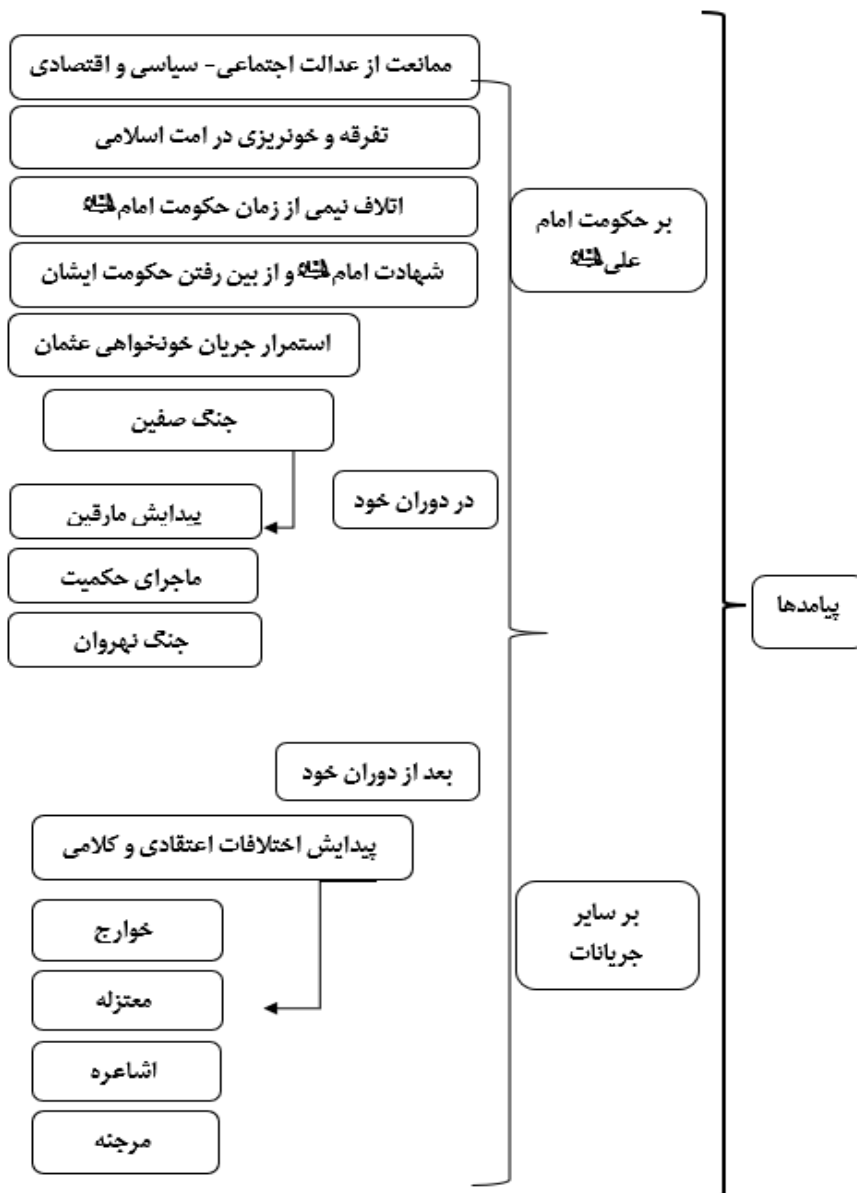 پیامدها
بر حکومت امام
علی؏
ممانعت از عدالت اجتماعی- سیاسی و اقتصادی
تفرقه و خونریزی در امت اسلامی
اتلاف نیمی از زمان حکومت امام؏
شهادت امام؏ و از بین رفتن حکومت ایشان
بر سایر
جریانات
در دوران خود
استمرار جریان خونخواهی عثمان
جنگ صفین
پیدایش مارقین
ماجرای حکمیت
جنگ نهروان
بعد از دوران خود
پیدایش اختلافات اعتقادی و کلامی
خوارج
معتزله
اشاعره
مرجئه